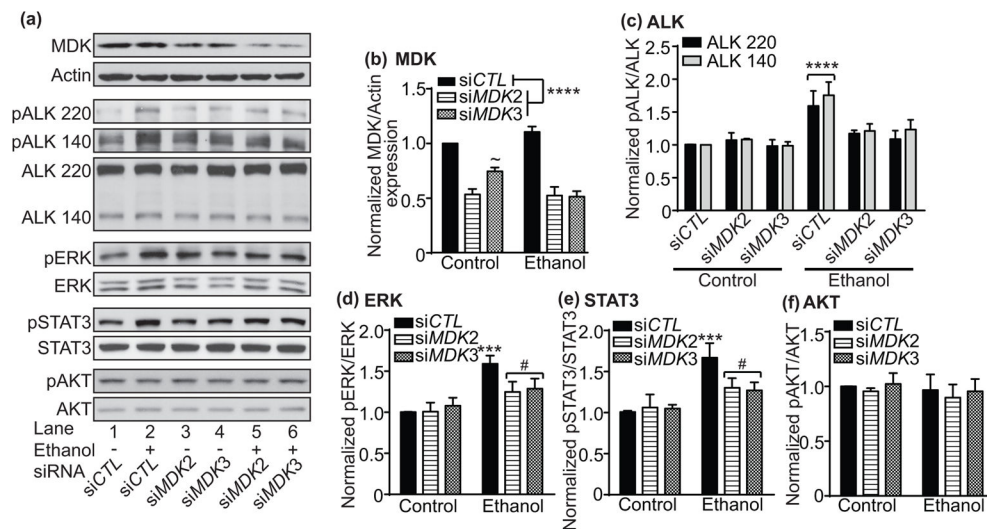 (a)
MDK
Actin
pALK 220
pALK 140
ALK 220
ALK 140
pERK
ERK
pSTAT3
STAT3
pAKT
AKT
Lane 1 2 3 4 5 6
Ethanol - + - - + +
siRNA siCTL siCTL siMDK2 siMDK3 siMDK2 siMDK3
(b) MDK
siCTL
siMDK2
siMDK3
****
Normalized MDK/Actin
expression
1.5
1.0
0.5
0
~
Control Ethanol
(c) ALK
ALK 220
ALK 140
Normalized pALK/ALK
2.5
2.0
1.5
1.0
0.5
0.0
****
siCTL siMDK2 siMDK3 siCTL siMDK2 siMDK3
Control Ethanol
(d) ERK
siCTL
siMDK2
siMDK3
Normalized pERK/ERK
2.0
1.5
1.0
0.5
0
***
#
Control Ethanol
(e) STAT3
siCTL
siMDK2
siMDK3
Normalized pSTAT3/STAT3
2.0
1.5
1.0
0.5
0
***
#
Control Ethanol
(f) AKT
siCTL
siMDK2
siMDK3
Normalized pAKT/AKT
1.5
1.0
0.5
0
Control Ethanol